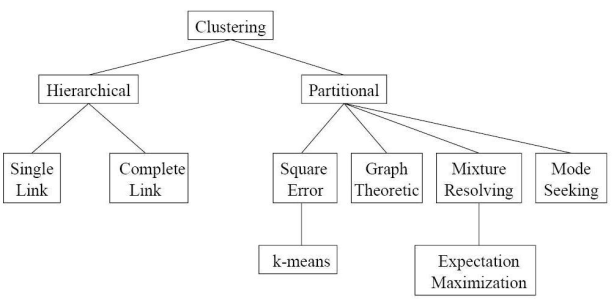 Clustering
Hierarchical
Partitional
Single
Link
Complete
Link
Square
Error
Graph
Theoretic
Mixture
Resolving
Mode
Seeking
k-means
Expectation
Maximization